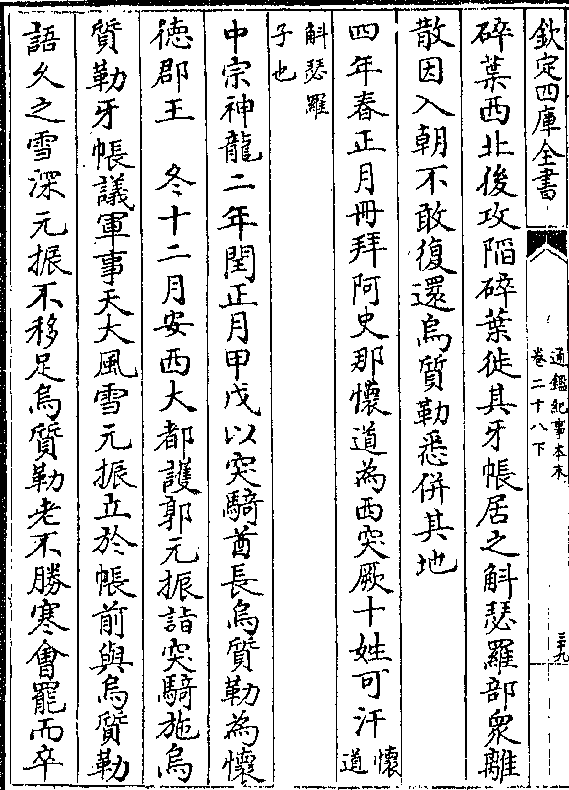 欽定四庫全書
通鑑紀事本末
卷二十八下
三九
碎葉西北後攻陷碎葉徙其牙帳居之斛瑟羅部衆離
散因入朝不敢復還烏質勒悉併其地
四年春正月冊拜阿史那懷道為西突厥十姓可汗懷道
斛瑟羅
子也
中宗神龍二年閏正月甲戊以突騎酋長烏質勒為懷
德郡王 冬十二月安西大都護郭元振詣突騎施烏
質勒牙帳議軍事天大風雪元振立於帳前與烏質勒
語久之雪深元振不移足烏質勒老不勝寒會罷而卒